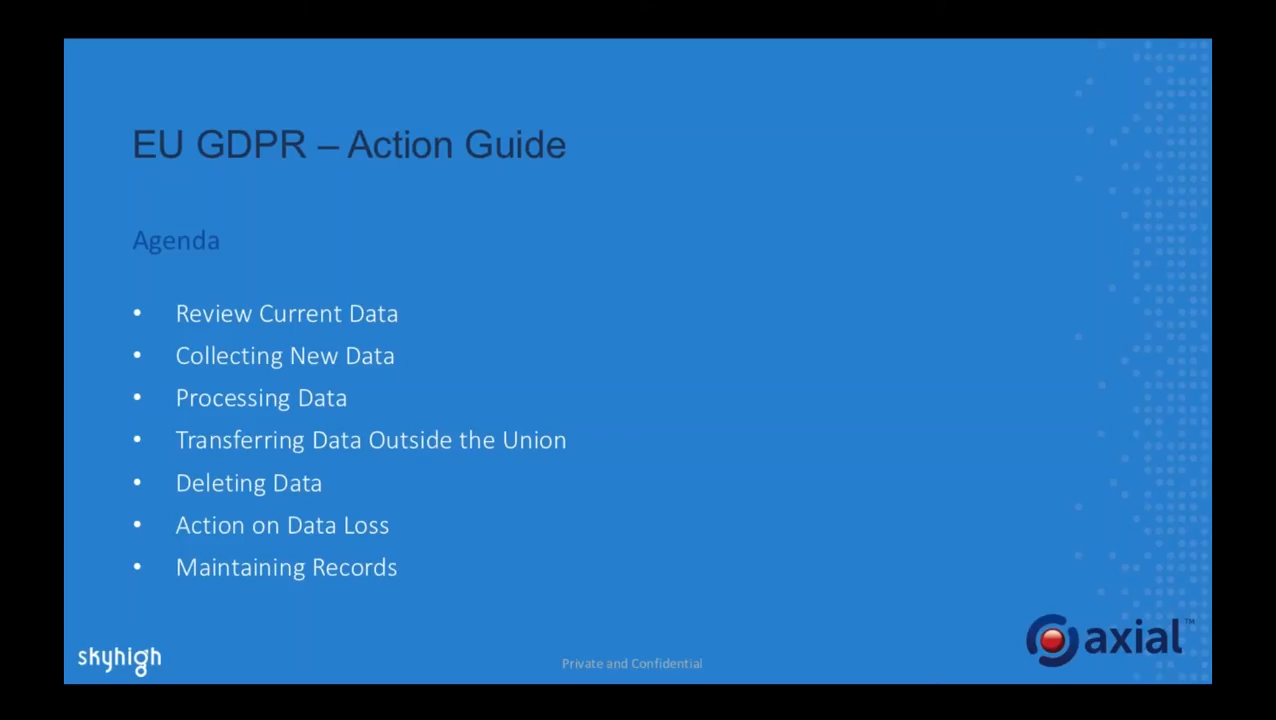 EU GDPR – Action Guide
Agenda
• Review Current Data
• Collecting New Data
• Processing Data
• Transferring Data Outside the Union
• Deleting Data
• Action on Data Loss
• Maintaining Records
skyhigh
Private and Confidential
axial™